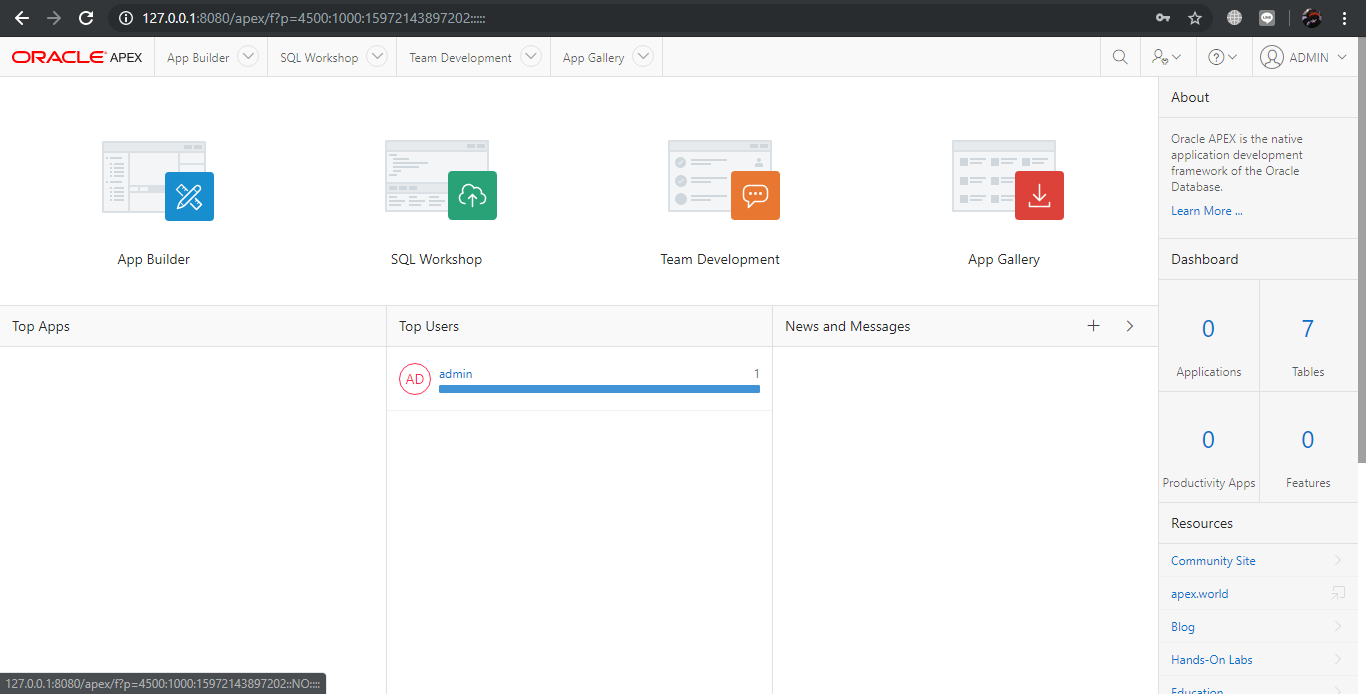 127.0.0.1:8080/apex/f?p=4500:1000:15972143897202:::::
ORACLE APEX
App Builder
SQL Workshop
Team Development
App Gallery
ADMIN
App Builder
SQL Workshop
Team Development
App Gallery
About
Oracle APEX is the native
application development
framework of the Oracle
Database.
Learn More ...
Dashboard
0
Applications
7
Tables
0
Productivity Apps
0
Features
Top Apps
Top Users
AD
admin
1
News and Messages
Resources
Community Site
apex.world
Blog
Hands-On Labs
Education
127.0.0.1:8080/apex/f?p=4500:1000:15972143897202::NO::::